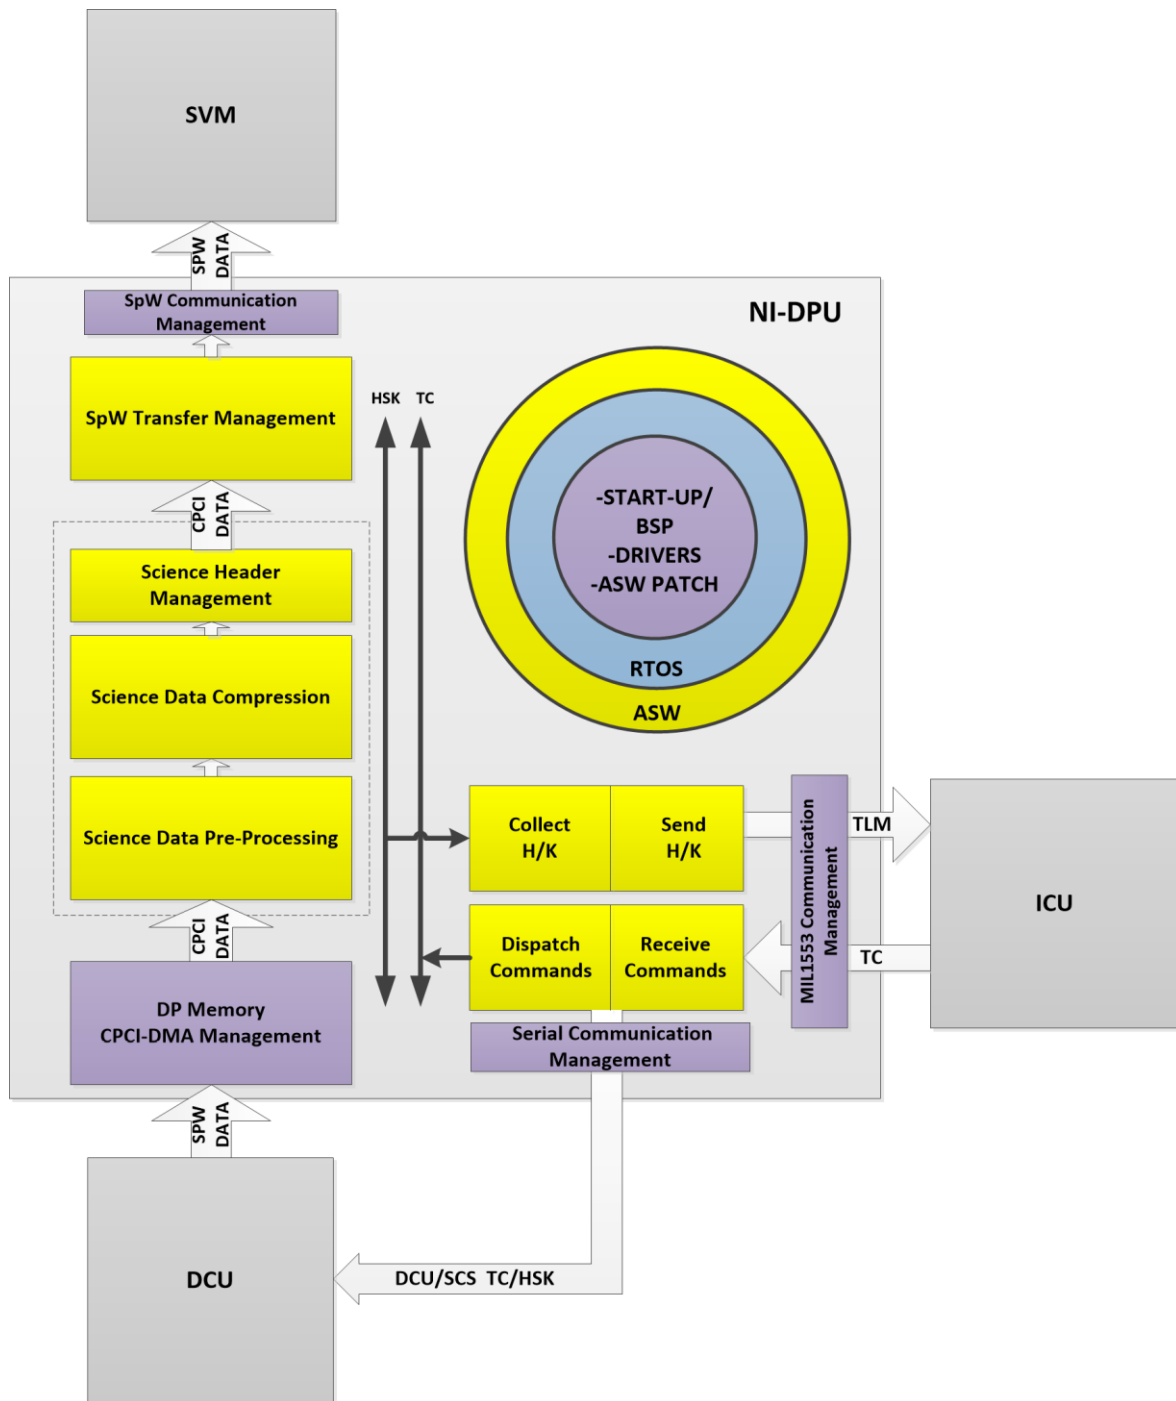 SVM
SPW
DATA
SpW Communication
Management
NI-DPU
SpW Transfer Management
HSK
TC
CPCI
DATA
-START-UP/
BSP
-DRIVERS
-ASW PATCH
RTOS
ASW
Science Header
Management
Science Data Compression
Science Data Pre-Processing
Collect
H/K
Send
H/K
TLM
MIL1553 Communication
Management
ICU
CPCI
DATA
Dispatch
Commands
Receive
Commands
TC
DP Memory
CPCI-DMA Management
Serial Communication
Management
SPW
DATA
DCU
DCU/SCS TC/HSK